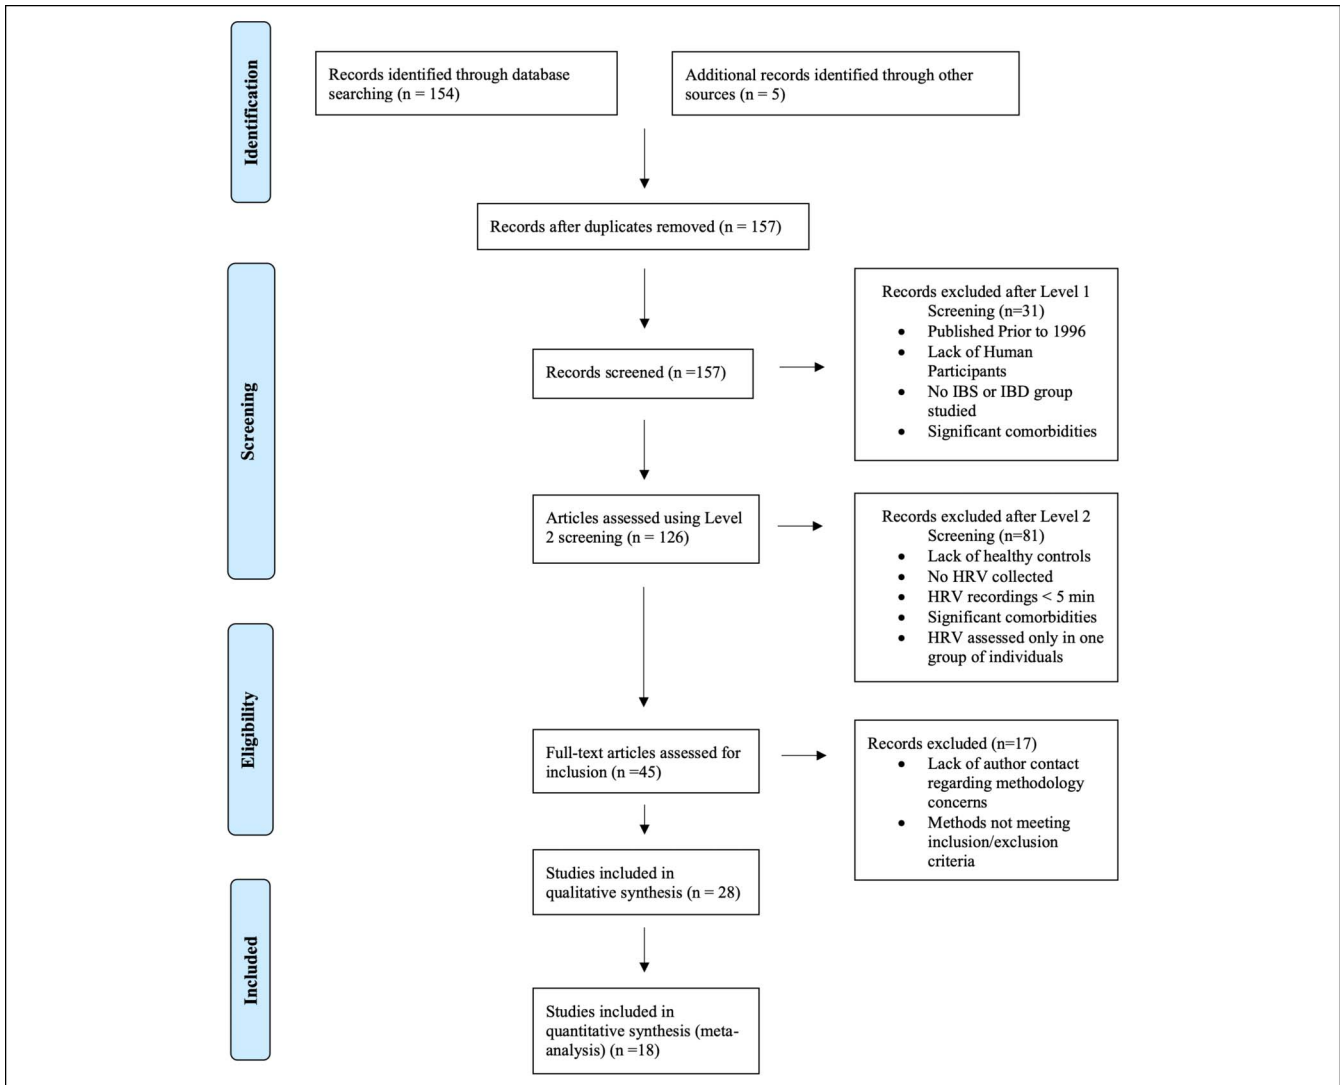 Identification
Records identified through database
searching (n = 154)
Additional records identified through other
sources (n = 5)
Records after duplicates removed (n = 157)
Screening
Records screened (n =157)
Records excluded after Level 1
Screening (n=31)
• Published Prior to 1996
• Lack of Human
Participants
• No IBS or IBD group
studied
• Significant comorbidities
Articles assessed using Level
2 screening (n = 126)
Records excluded after Level 2
Screening (n=81)
• Lack of healthy controls
• No HRV collected
• HRV recordings < 5 min
• Significant comorbidities
• HRV assessed only in one
group of individuals
Eligibility
Full-text articles assessed for
inclusion (n =45)
Records excluded (n=17)
• Lack of author contact
regarding methodology
concerns
• Methods not meeting
inclusion/exclusion
criteria
Studies included in
qualitative synthesis (n = 28)
Included
Studies included in
quantitative synthesis (meta-
analysis) (n =18)